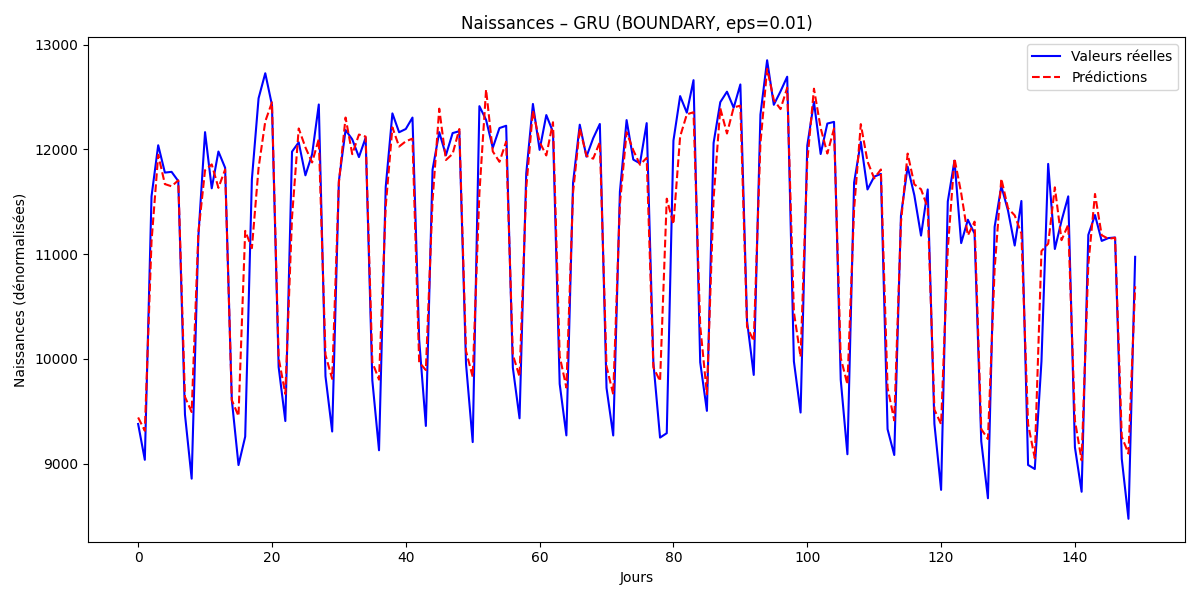 Naissances – GRU (BOUNDARY, eps=0.01)
Valeurs réelles
Prédictions
Naissances (dénormalisées)
13000
12000
11000
10000
9000
0 20 40 60 80 100 120 140
Jours